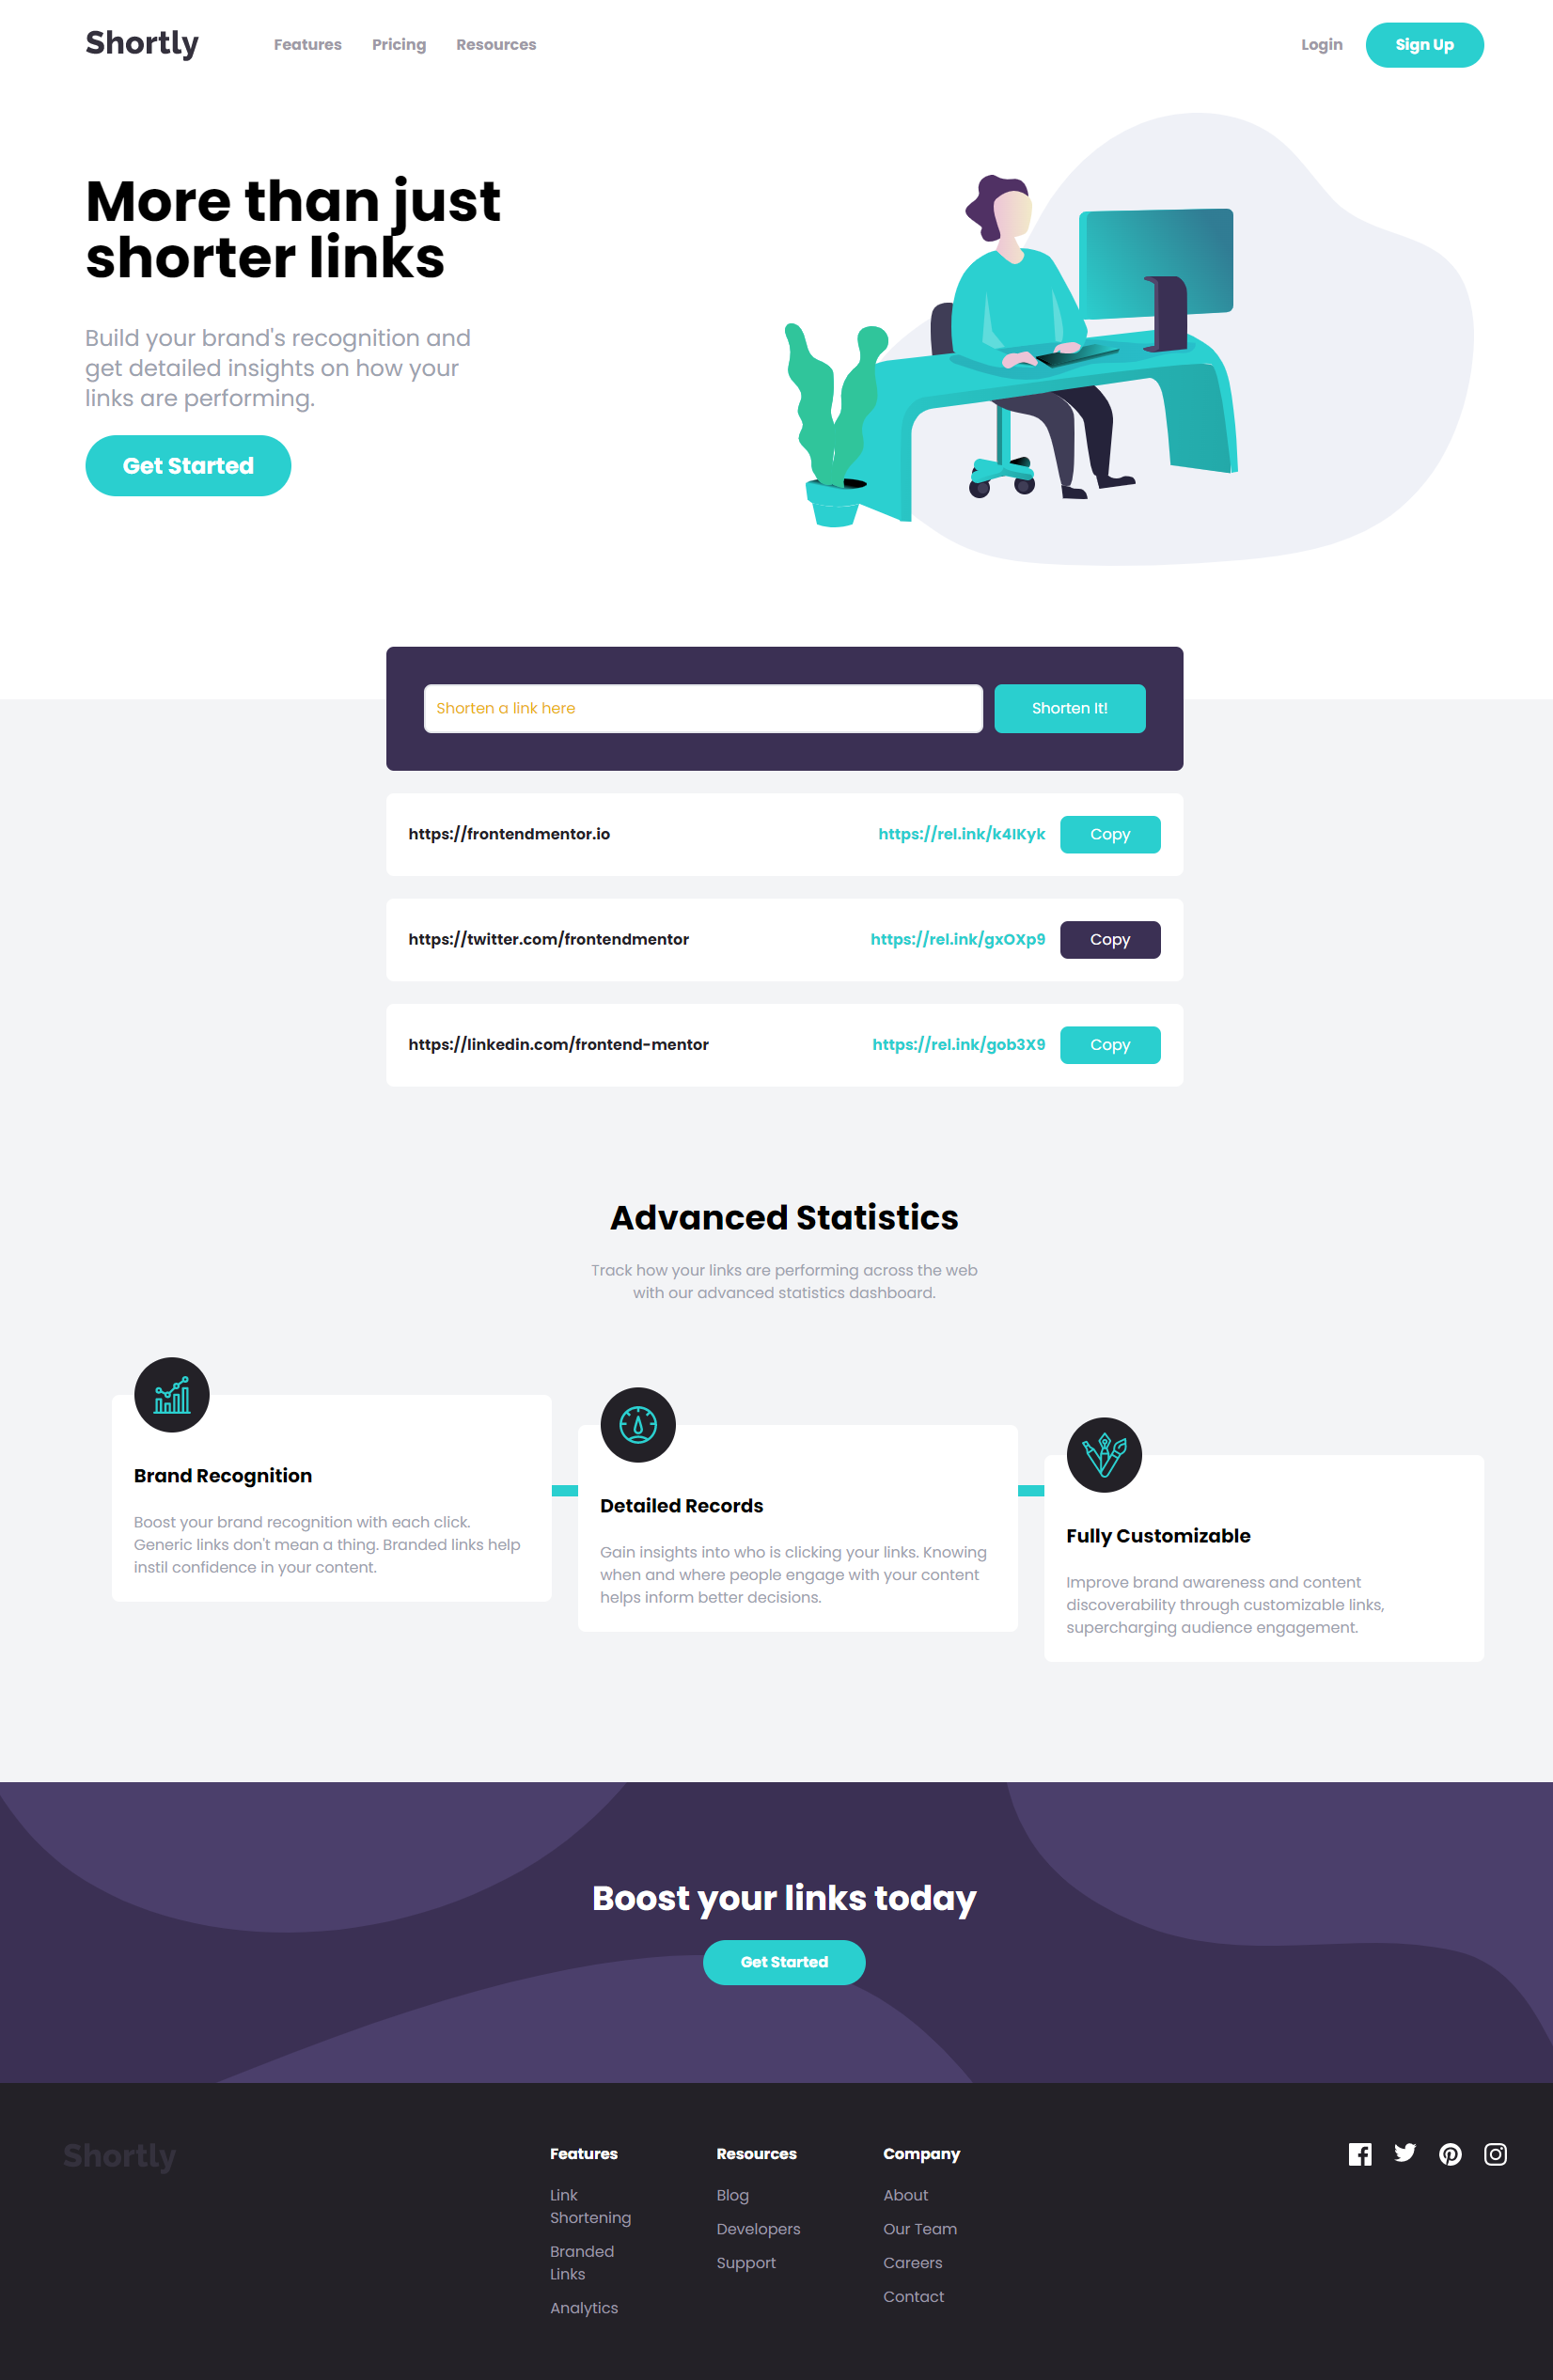 Shortly
Features
Pricing
Resources
Login
Sign Up
More than just
shorter links
Build your brand's recognition and
get detailed insights on how your
links are performing.
Get Started
Shorten a link here
Shorten It!
https://frontendmentor.io
https://rel.ink/k4IKyk
Copy
https://twitter.com/frontendmentor
https://rel.ink/gxOXp9
Copy
https://linkedin.com/frontend-mentor
https://rel.ink/gob3X9
Copy
Advanced Statistics
Track how your links are performing across the web
with our advanced statistics dashboard.
Brand Recognition
Boost your brand recognition with each click.
Generic links don't mean a thing. Branded links help
instil confidence in your content.
Detailed Records
Gain insights into who is clicking your links. Knowing
when and where people engage with your content
helps inform better decisions.
Fully Customizable
Improve brand awareness and content
discoverability through customizable links,
supercharging audience engagement.
Boost your links today
Get Started
Shortly
Features
Link
Shortening
Branded
Links
Analytics
Resources
Blog
Developers
Support
Company
About
Our Team
Careers
Contact